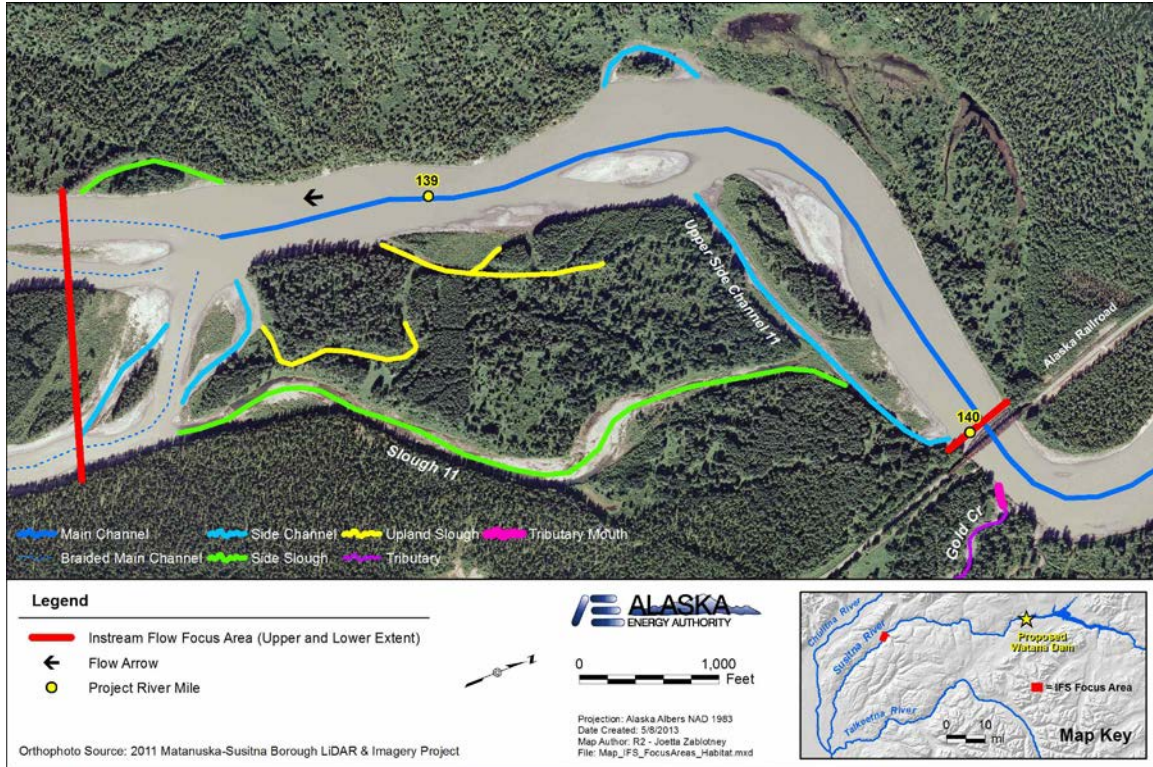 139
Upper Side Channel 11
Alaska Railroad
140
Slough 11
Gold Cr
Main Channel
Side Channel
Upland Slough
Tributary Mouth
Braided Main Channel
Side Slough
Tributary
Legend
Instream Flow Focus Area (Upper and Lower Extent)
Flow Arrow
Project River Mile
Orthophoto Source: 2011 Matanuska-Susitna Borough LiDAR & Imagery Project
ALASKA
ENERGY AUTHORITY
Z
0 1,000
Feet
Projection: Alaska Albers NAD 1983
Date Created: 5/8/2013
Map Author: R2 - Joetta Zablotney
File: Map_IFS_FocusAreas_Habitat.mxd
Chulitna River
Susitna River
Talkeetna River
Proposed
Watana Dam
= IFS Focus Area
0 10
mi
Map Key